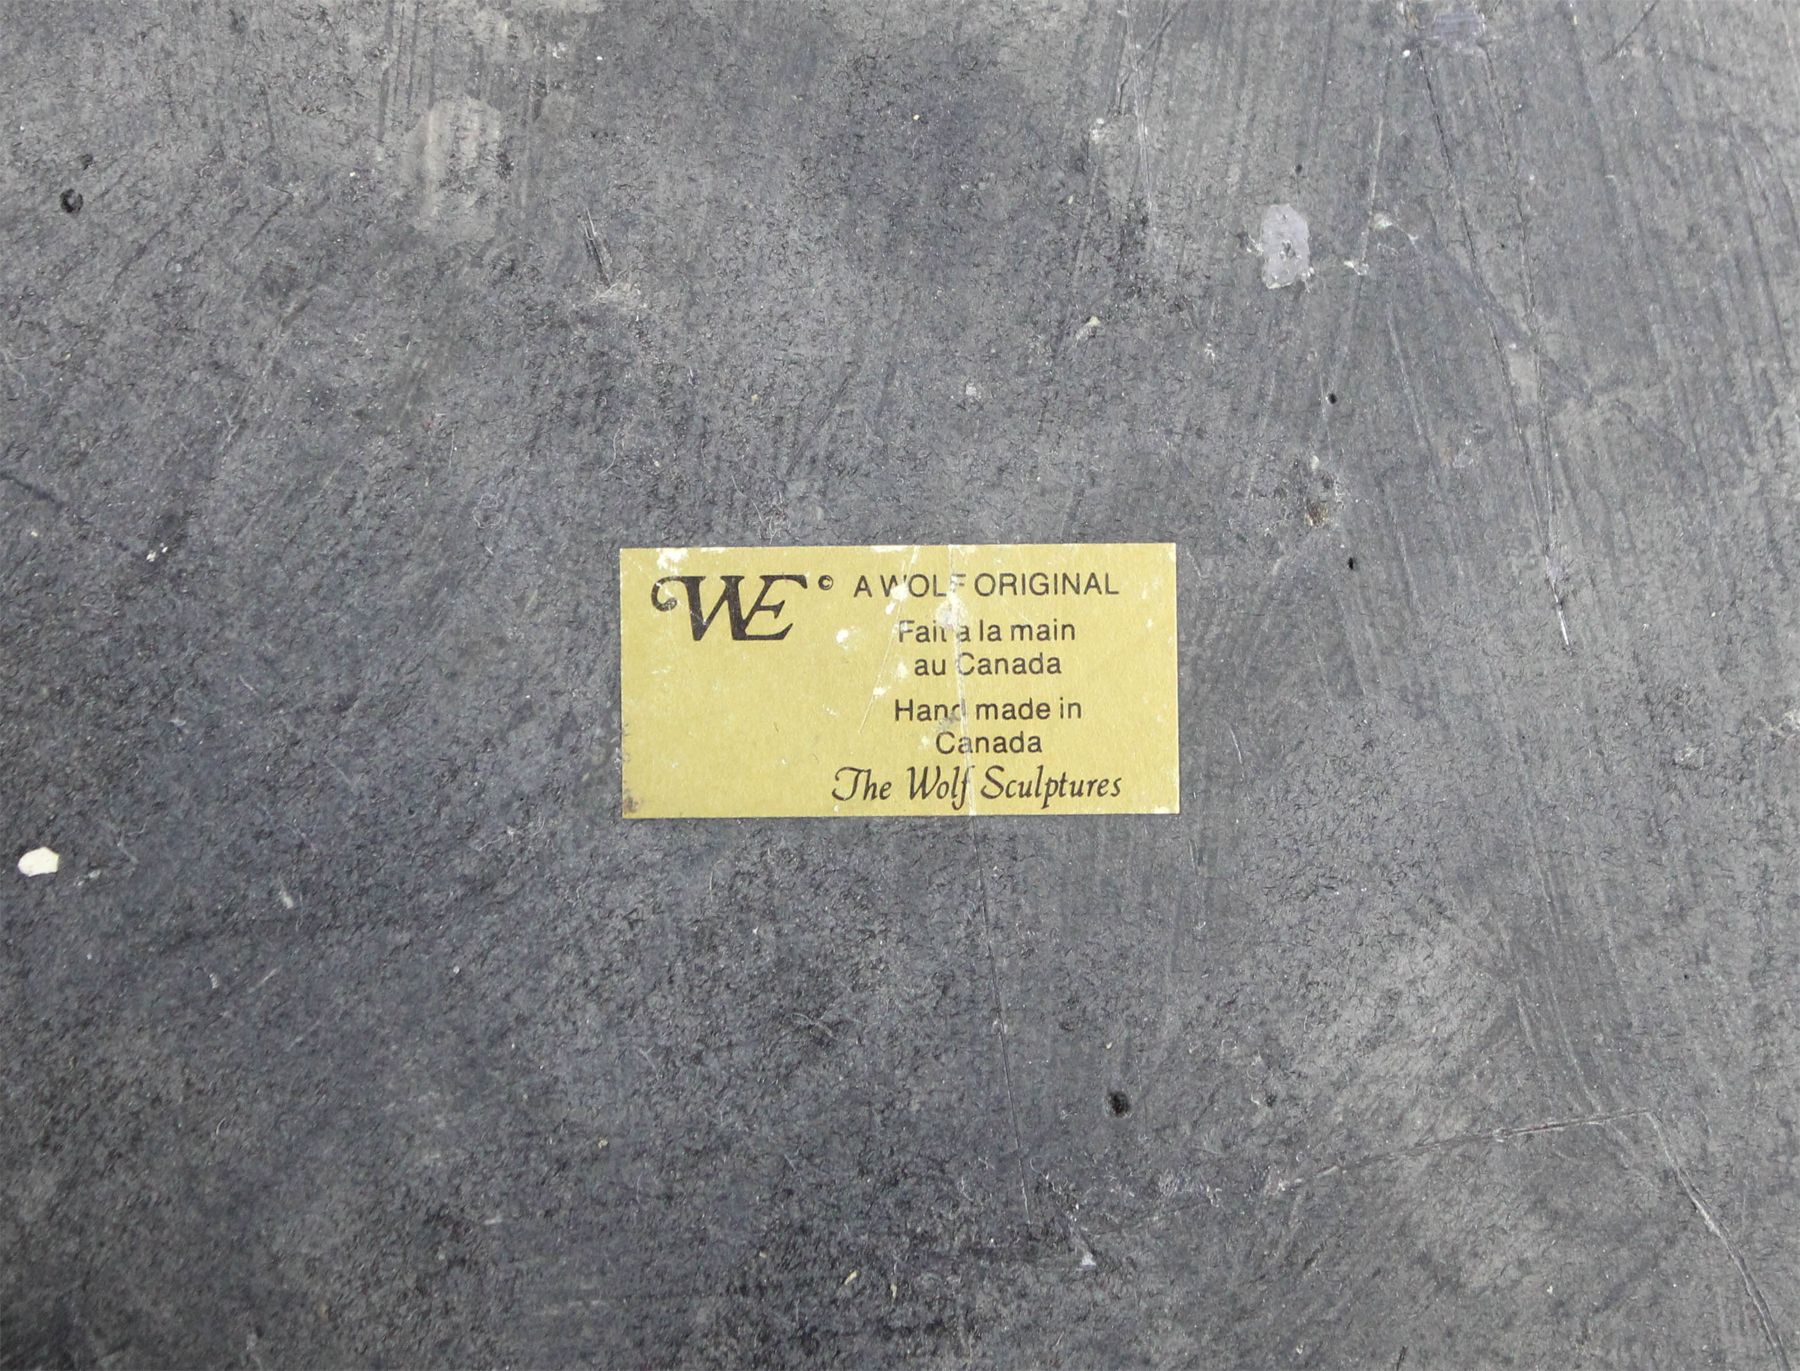 WE © A WOLF ORIGINAL
Fait à la main
au Canada
Hand made in
Canada
The Wolf Sculptures